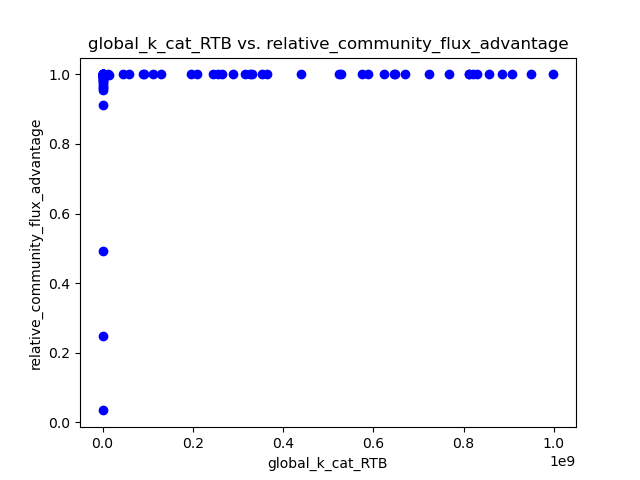 global_k_cat_RTB vs. relative_community_flux_advantage
relative_community_flux_advantage
1.0
0.8
0.6
0.4
0.2
0.0
0.0 0.2 0.4 0.6 0.8 1.0
1e9
global_k_cat_RTB